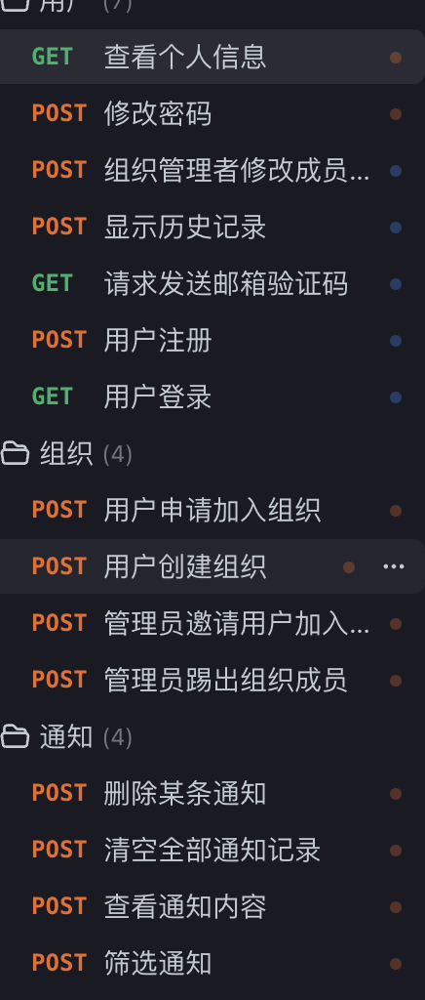 用户 (7)
GET 查看个人信息
POST 修改密码
POST 组织管理者修改成员...
POST 显示历史记录
GET 请求发送邮箱验证码
POST 用户注册
GET 用户登录
组织 (4)
POST 用户申请加入组织
POST 用户创建组织 ...
POST 管理员邀请用户加入...
POST 管理员踢出组织成员
通知 (4)
POST 删除某条通知
POST 清空全部通知记录
POST 查看通知内容
POST 筛选通知